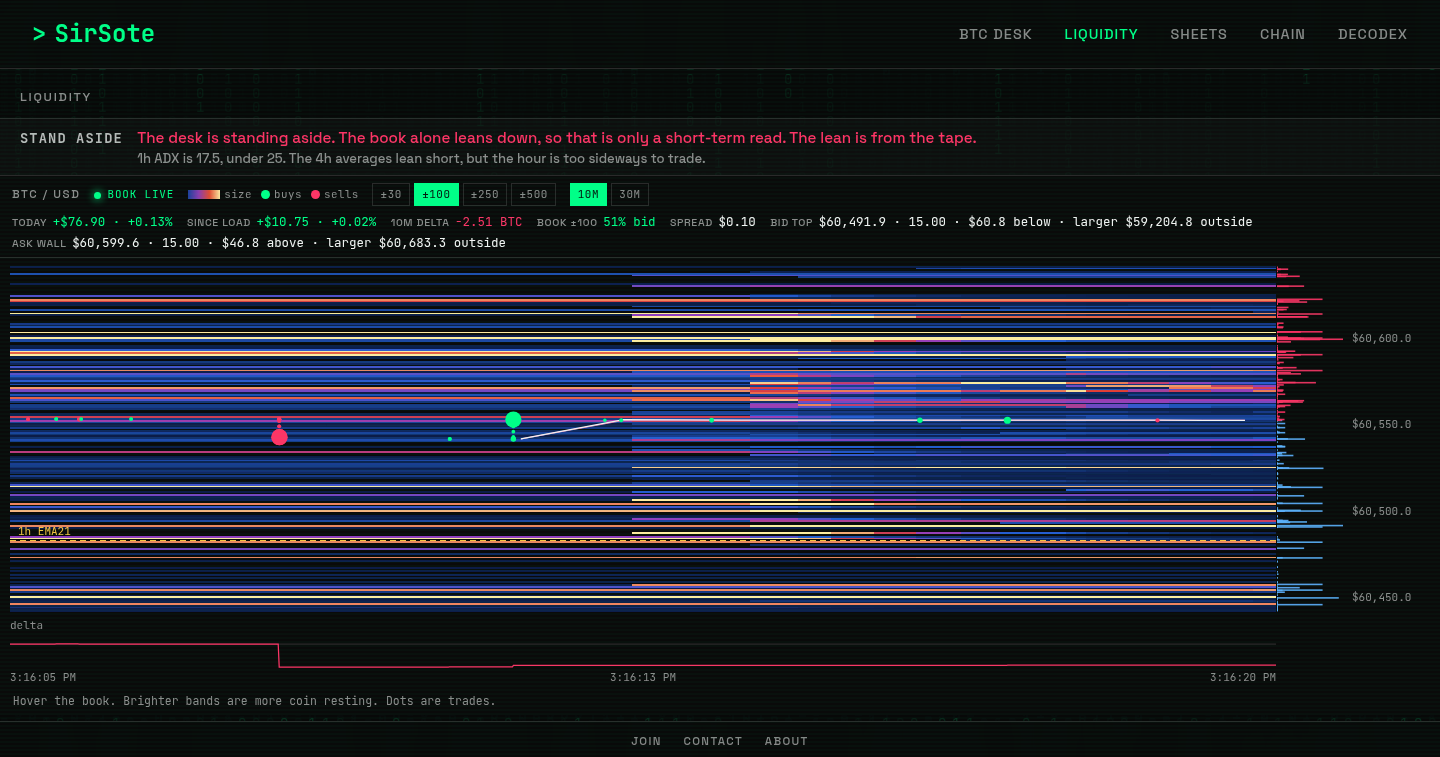 > SirSote
BTC DESK LIQUIDITY SHEETS CHAIN DECODEX
LIQUIDITY
STAND ASIDE The desk is standing aside. The book alone leans down, so that is only a short-term read. The lean is from the tape.
1h ADX is 17.5, under 25. The 4h averages lean short, but the hour is too sideways to trade.
BTC / USD BOOK LIVE size buys sells ±30 ±100 ±250 ±500 10M 30M
TODAY +$76.90 · +0.13% SINCE LOAD +$10.75 · +0.02% 10M DELTA -2.51 BTC BOOK ±100 51% bid SPREAD $0.10 BID TOP $60,491.9 · 15.00 · $60.8 below · larger $59,204.8 outside
ASK WALL $60,599.6 · 15.00 · $46.8 above · larger $60,683.3 outside
$60,600.0
$60,550.0
$60,500.0
1h EMA21
$60,450.0
delta
3:16:05 PM 3:16:13 PM 3:16:20 PM
Hover the book. Brighter bands are more coin resting. Dots are trades.
JOIN CONTACT ABOUT